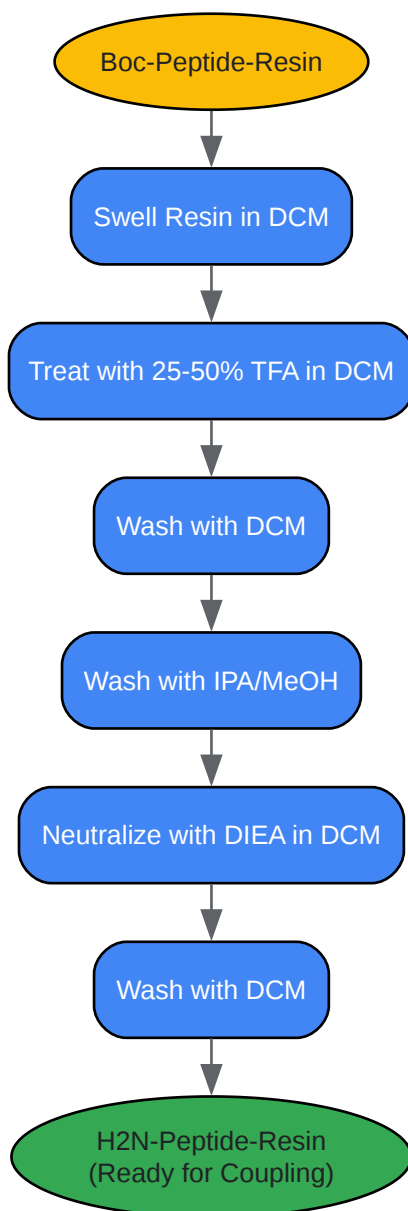 Boc-Peptide-Resin
Swell Resin in DCM
Treat with 25-50% TFA in DCM
Wash with DCM
Wash with IPA/MeOH
Neutralize with DIEA in DCM
Wash with DCM
H2N-Peptide-Resin
(Ready for Coupling)